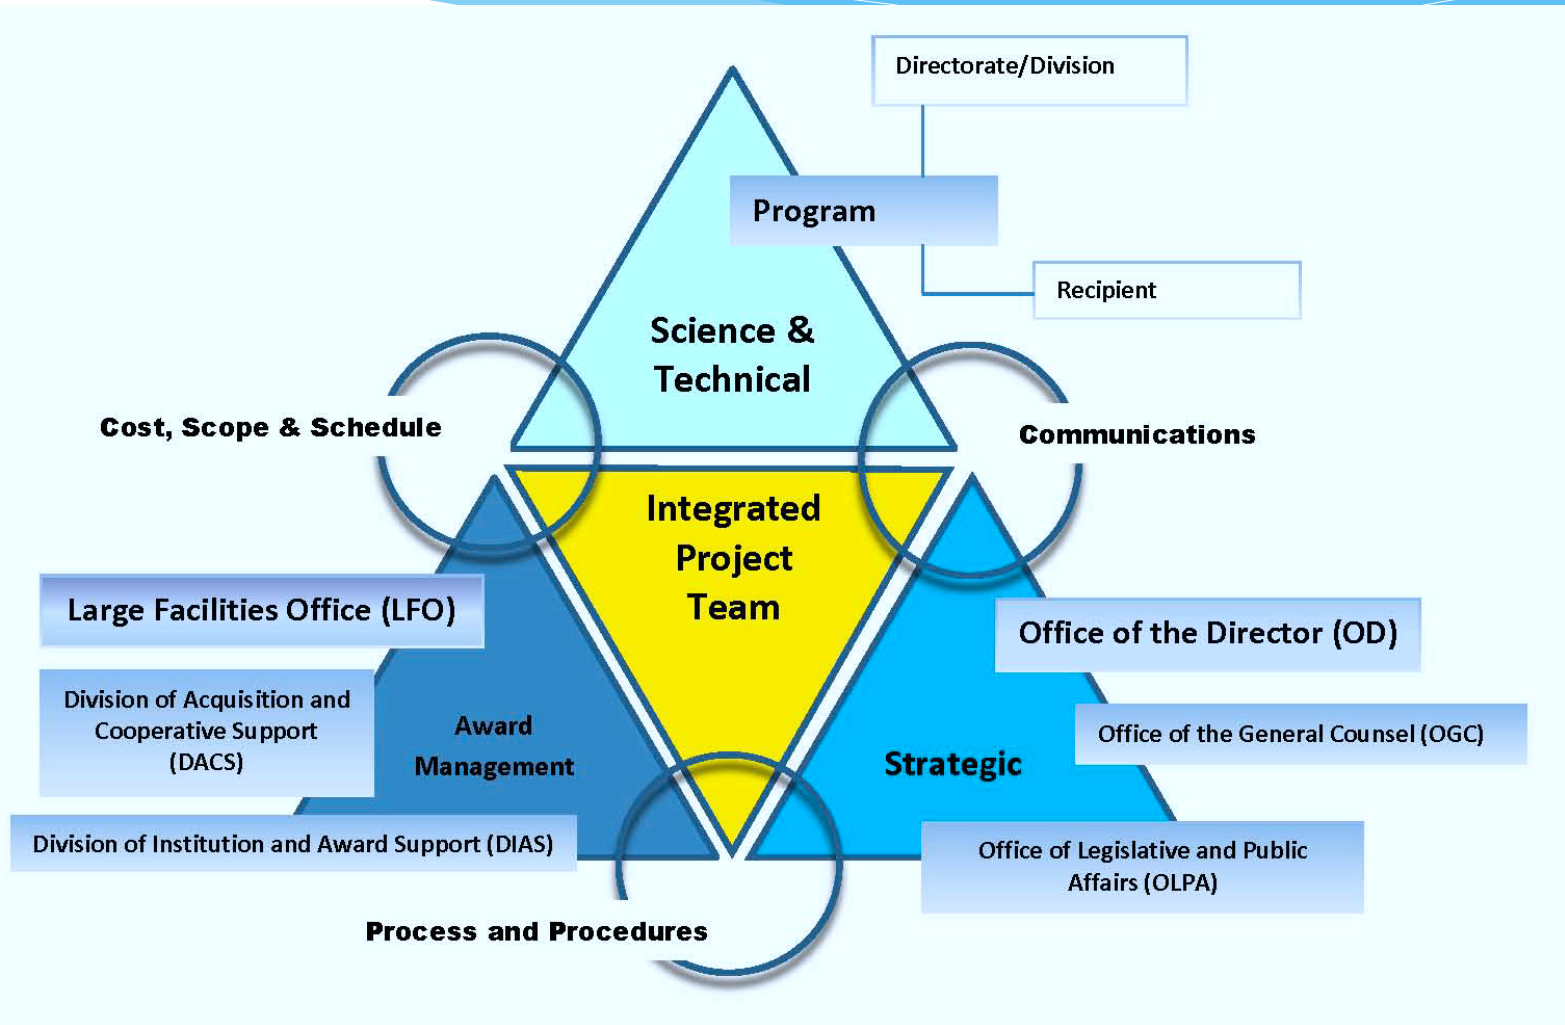 Directorate/Division
Program
Recipient
Science &
Technical
Cost, Scope & Schedule
Communications
Integrated
Project
Team
Large Facilities Office (LFO)
Division of Acquisition and
Cooperative Support
(DACS)
Award
Management
Division of Institution and Award Support (DIAS)
Office of the Director (OD)
Office of the General Counsel (OGC)
Strategic
Office of Legislative and Public
Affairs (OLPA)
Process and Procedures